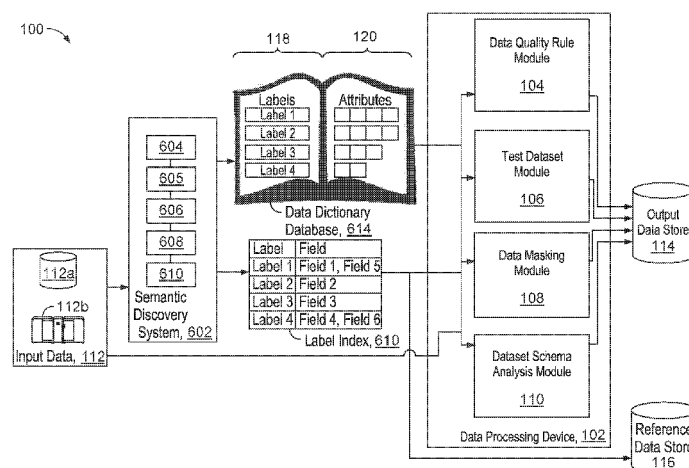 100
118
120
Labels
Label 1
Label 2
Label 3
Label 4
Attributes
Data Dictionary
Database, 614
604
605
606
608
610
Semantic
Discovery
System, 602
112a
112b
Input Data, 112
Label Field
Label 1 Field 1, Field 5
Label 2 Field 2
Label 3 Field 3
Label 4 Field 4, Field 6
Label Index, 610
Data Quality Rule
Module
104
Test Dataset
Module
106
Data Masking
Module
108
Dataset Schema
Analysis Module
110
Data Processing Device, 102
Output
Data Store
114
Reference
Data Store
116